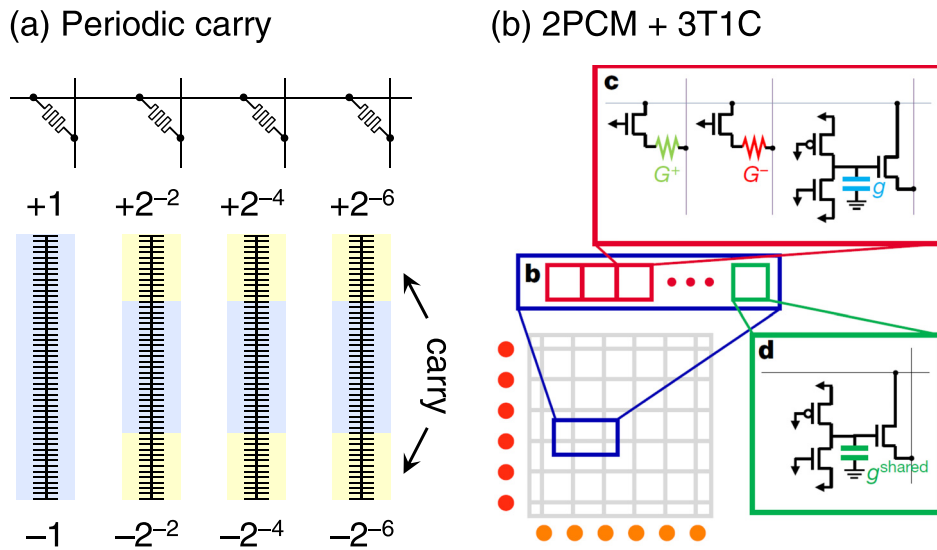 (a) Periodic carry
+1 +2⁻² +2⁻⁴ +2⁻⁶
carry
−1 −2⁻² −2⁻⁴ −2⁻⁶
(b) 2PCM + 3T1C
c
G⁺ G⁻ g
b
d
gˢʰᵃʳᵉᵈ